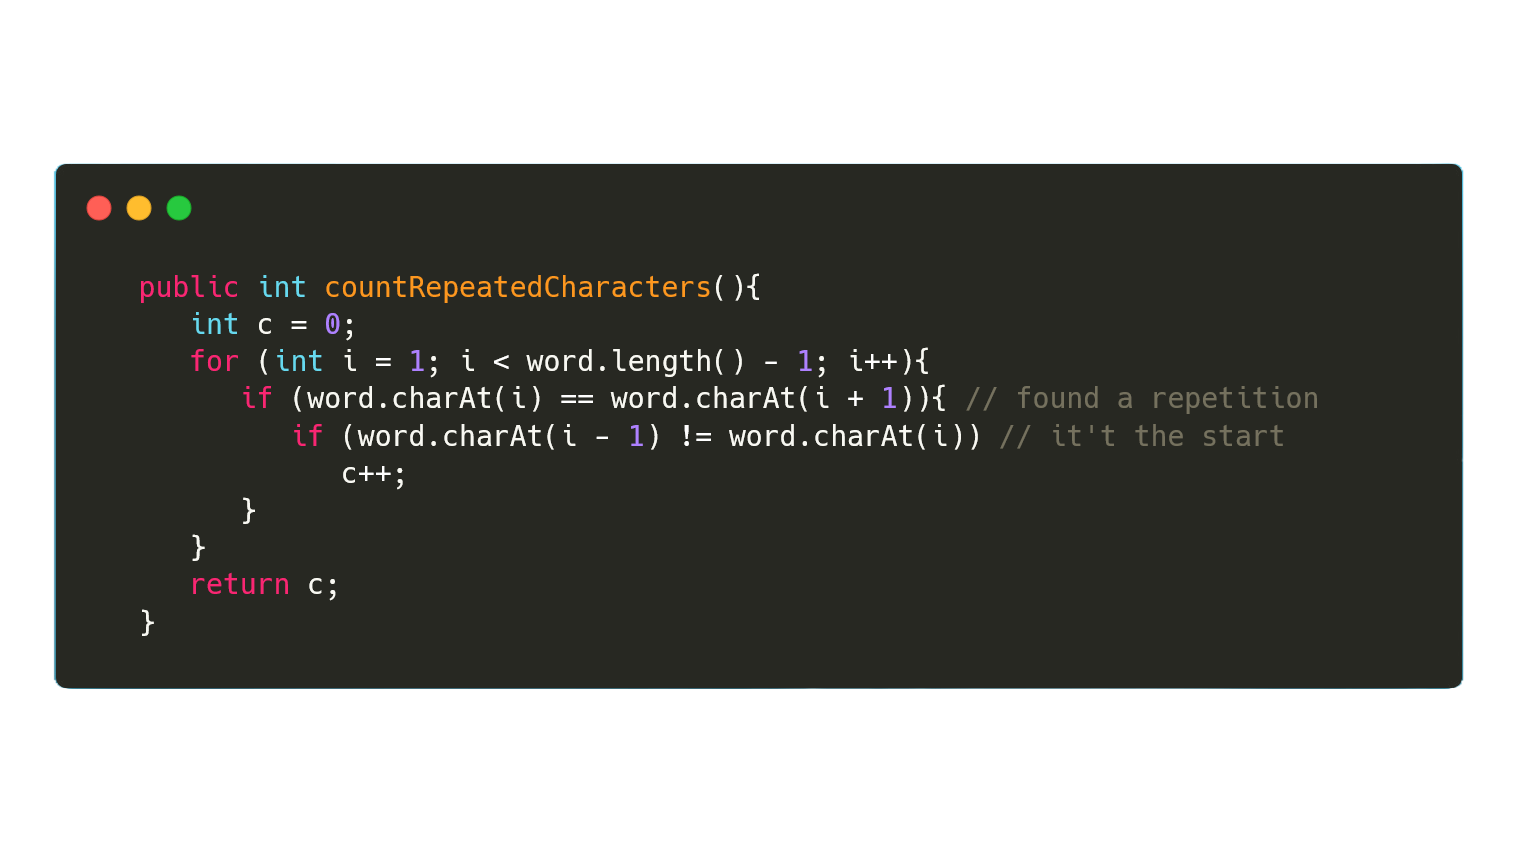 public int countRepeatedCharacters(){
int c = 0;
for (int i = 1; i < word.length() - 1; i++){
if (word.charAt(i) == word.charAt(i + 1)){ // found a repetition
if (word.charAt(i - 1) != word.charAt(i)) // it't the start
c++;
}
}
return c;
}